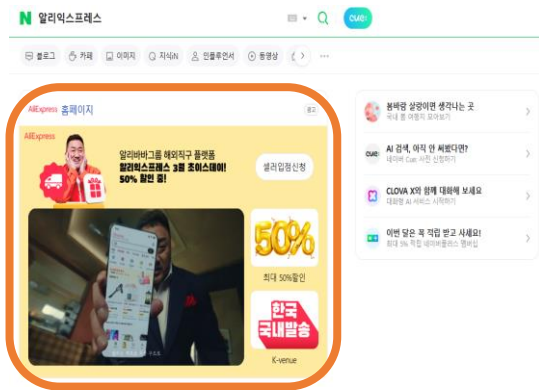 N 알리익스프레스
cue:
블로그 카페 이미지 지식iN 인플루언서 동영상
AliExpress 홈페이지
광고
AliExpress
알리바바그룹 해외직구 플랫폼
알리익스프레스 3월 초이스데이!
50% 할인 중!
셀러입점신청
50%
최대 50%할인
한국
국내발송
K-venue
봄바람 살랑이면 생각나는 곳
국내 봄 여행지 모아보기
cue: AI 검색, 아직 안 써봤다면?
네이버 Cue: 사전 신청하기
CLOVA X와 함께 대화해 보세요
대화형 AI 서비스 시작하기
이번 달은 꼭 적립 받고 사세요!
최대 5% 적립 네이버플러스 멤버십